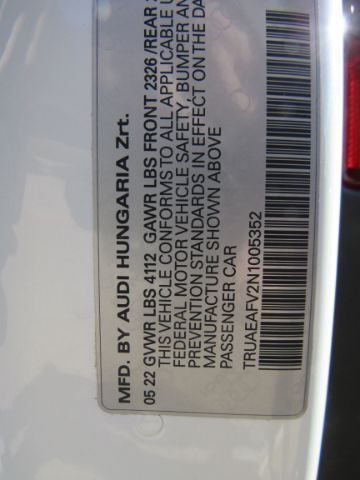 MFD. BY AUDI HUNGARIA Zrt.
05 22 GVWR LBS 4112 GAWR LBS FRONT 2326 /REAR
THIS VEHICLE CONFORMS TO ALL APPLICABLE
FEDERAL MOTOR VEHICLE SAFETY, BUMPER AN
PREVENTION STANDARDS IN EFFECT ON THE DA
MANUFACTURE SHOWN ABOVE
PASSENGER CAR
TRUAEAFV2N1005352